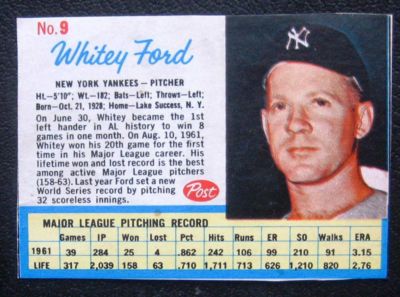 No. 9
Whitey Ford
NEW YORK YANKEES — PITCHER
Ht.-5'10"; Wt.-182; Bats-Left; Throws-Left;
Born-Oct. 21, 1928; Home-Lake Success, N. Y.
On June 30, Whitey became the 1st
left hander in AL history to win 8
games in one month. On Aug. 10, 1961,
Whitey won his 20th game for the first
time in his Major League career. His
lifetime won and lost record is the best
among active Major League pitchers
(158-63). Last year Ford set a new
World Series record by pitching
32 scoreless innings.
Post
NY
MAJOR LEAGUE PITCHING RECORD
Games IP Won Lost Pct Hits Runs ER SO Walks ERA
1961 39 284 25 4 .862 242 106 99 210 91 3.15
LIFE 317 2,039 158 63 .710 1,711 713 626 1,210 820 2.76